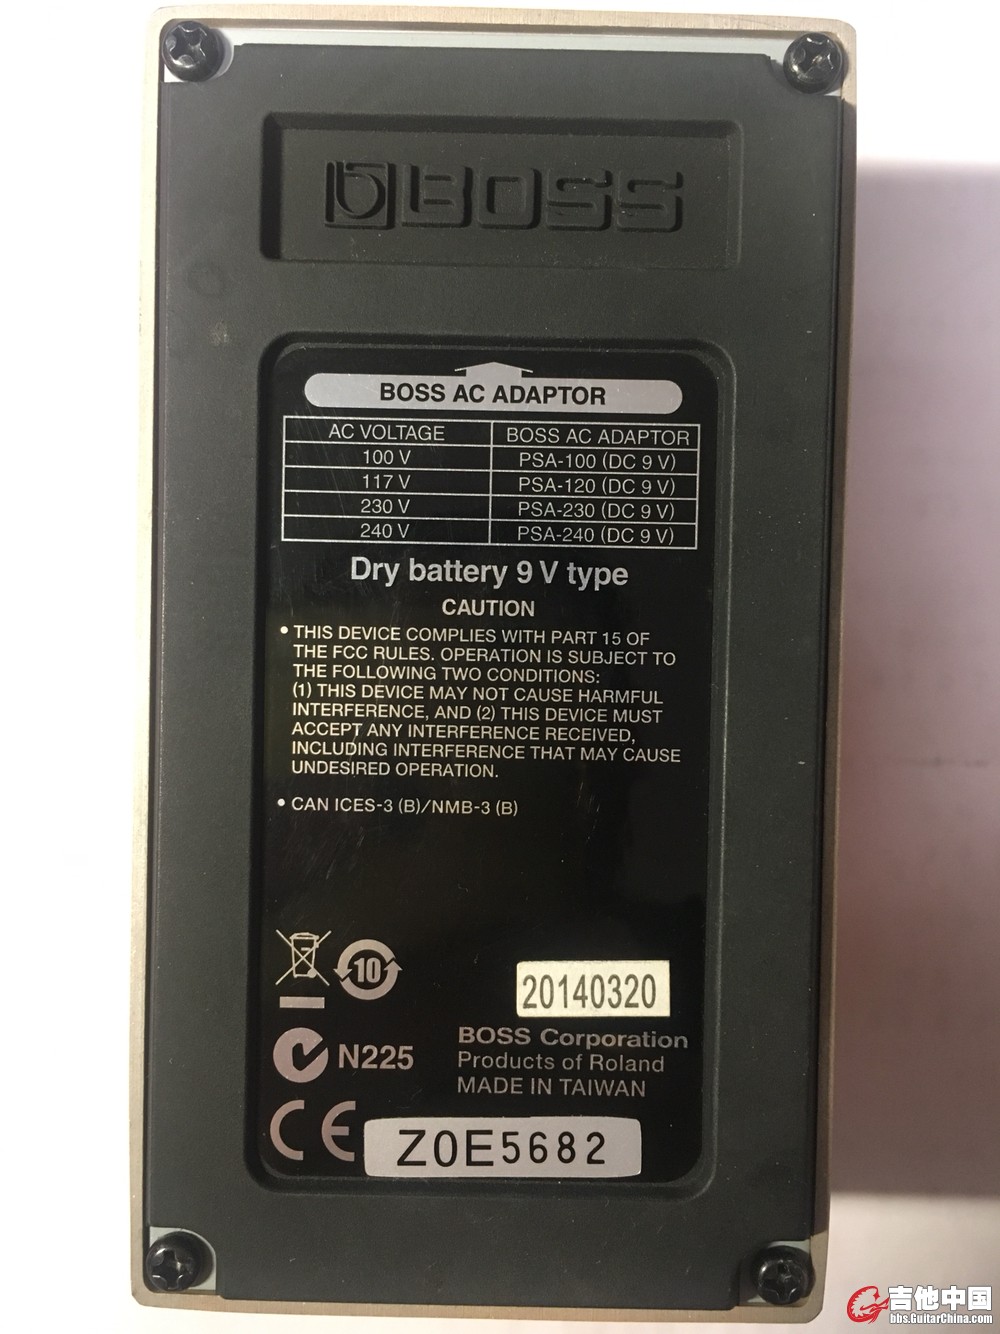 BOSS
BOSS AC ADAPTOR
AC VOLTAGE BOSS AC ADAPTOR
100 V PSA-100 (DC 9 V)
117 V PSA-120 (DC 9 V)
230 V PSA-230 (DC 9 V)
240 V PSA-240 (DC 9 V)
Dry battery 9 V type
CAUTION
• THIS DEVICE COMPLIES WITH PART 15 OF
THE FCC RULES. OPERATION IS SUBJECT TO
THE FOLLOWING TWO CONDITIONS:
(1) THIS DEVICE MAY NOT CAUSE HARMFUL
INTERFERENCE, AND (2) THIS DEVICE MUST
ACCEPT ANY INTERFERENCE RECEIVED,
INCLUDING INTERFERENCE THAT MAY CAUSE
UNDESIRED OPERATION.
• CAN ICES-3 (B)/NMB-3 (B)
10
20140320
N225
BOSS Corporation
Products of Roland
MADE IN TAIWAN
CE
Z0E5682
吉他中国
bbs.GuitarChina.com